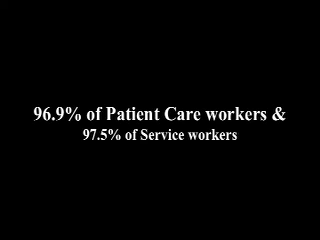 96.9% of Patient Care workers &
97.5% of Service workers